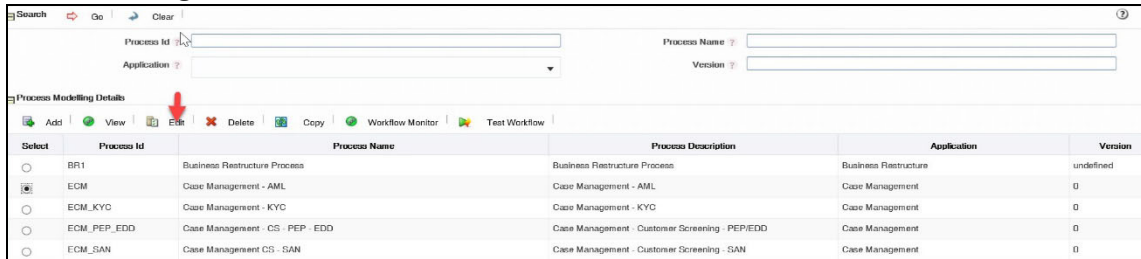 Search Go Clear
Process Id ? Process Name ?
Application ? Version ?
Process Modelling Details
Add View Edit Delete Copy Workflow Monitor Test Workflow
Select Process Id Process Name Process Description Application Version
BR1 Business Restructure Process Business Restructure Process Business Restructure undefined
ECM Case Management - AML Case Management - AML Case Management 0
ECM_KYC Case Management - KYC Case Management - KYC Case Management 0
ECM_PEP_EDD Case Management - CS - PEP - EDD Case Management - Customer Screening - PEP/EDD Case Management 0
ECM_SAN Case Management CS - SAN Case Management - Customer Screening - SAN Case Management 0